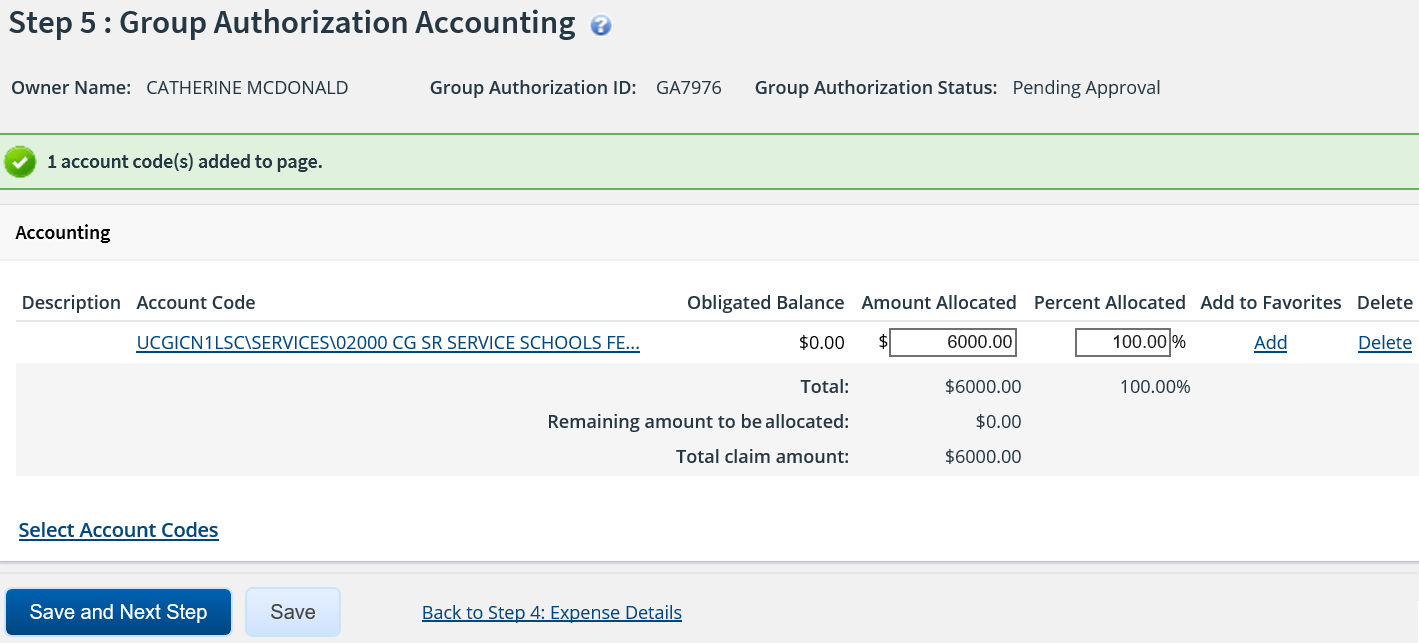 Step 5 : Group Authorization Accounting
Owner Name: CATHERINE MCDONALD Group Authorization ID: GA7976 Group Authorization Status: Pending Approval
1 account code(s) added to page.
Accounting
Description Account Code Obligated Balance Amount Allocated Percent Allocated Add to Favorites Delete
UCGICN1LSC\SERVICES\02000 CG SR SERVICE SCHOOLS FE... $0.00 $ 6000.00 100.00 % Add Delete
Total: $6000.00 100.00%
Remaining amount to be allocated: $0.00
Total claim amount: $6000.00
Select Account Codes
Save and Next Step Save Back to Step 4: Expense Details